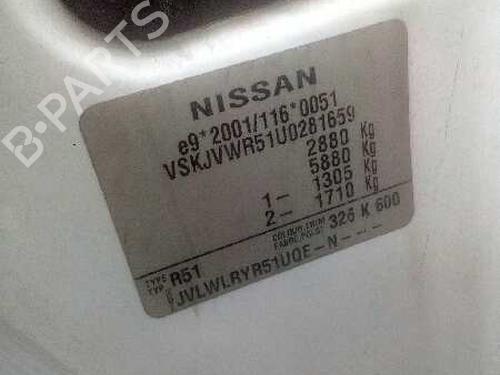 B-PARTS
NISSAN
e9*2001/116*0051
VSKJVWR51U0281659
2880 Kg
5880 Kg
1- 1305 Kg
2- 1710 Kg
COLOUR,TRIM 326 K 600
TYPE R51
JVLWLRYR51UQE-N---